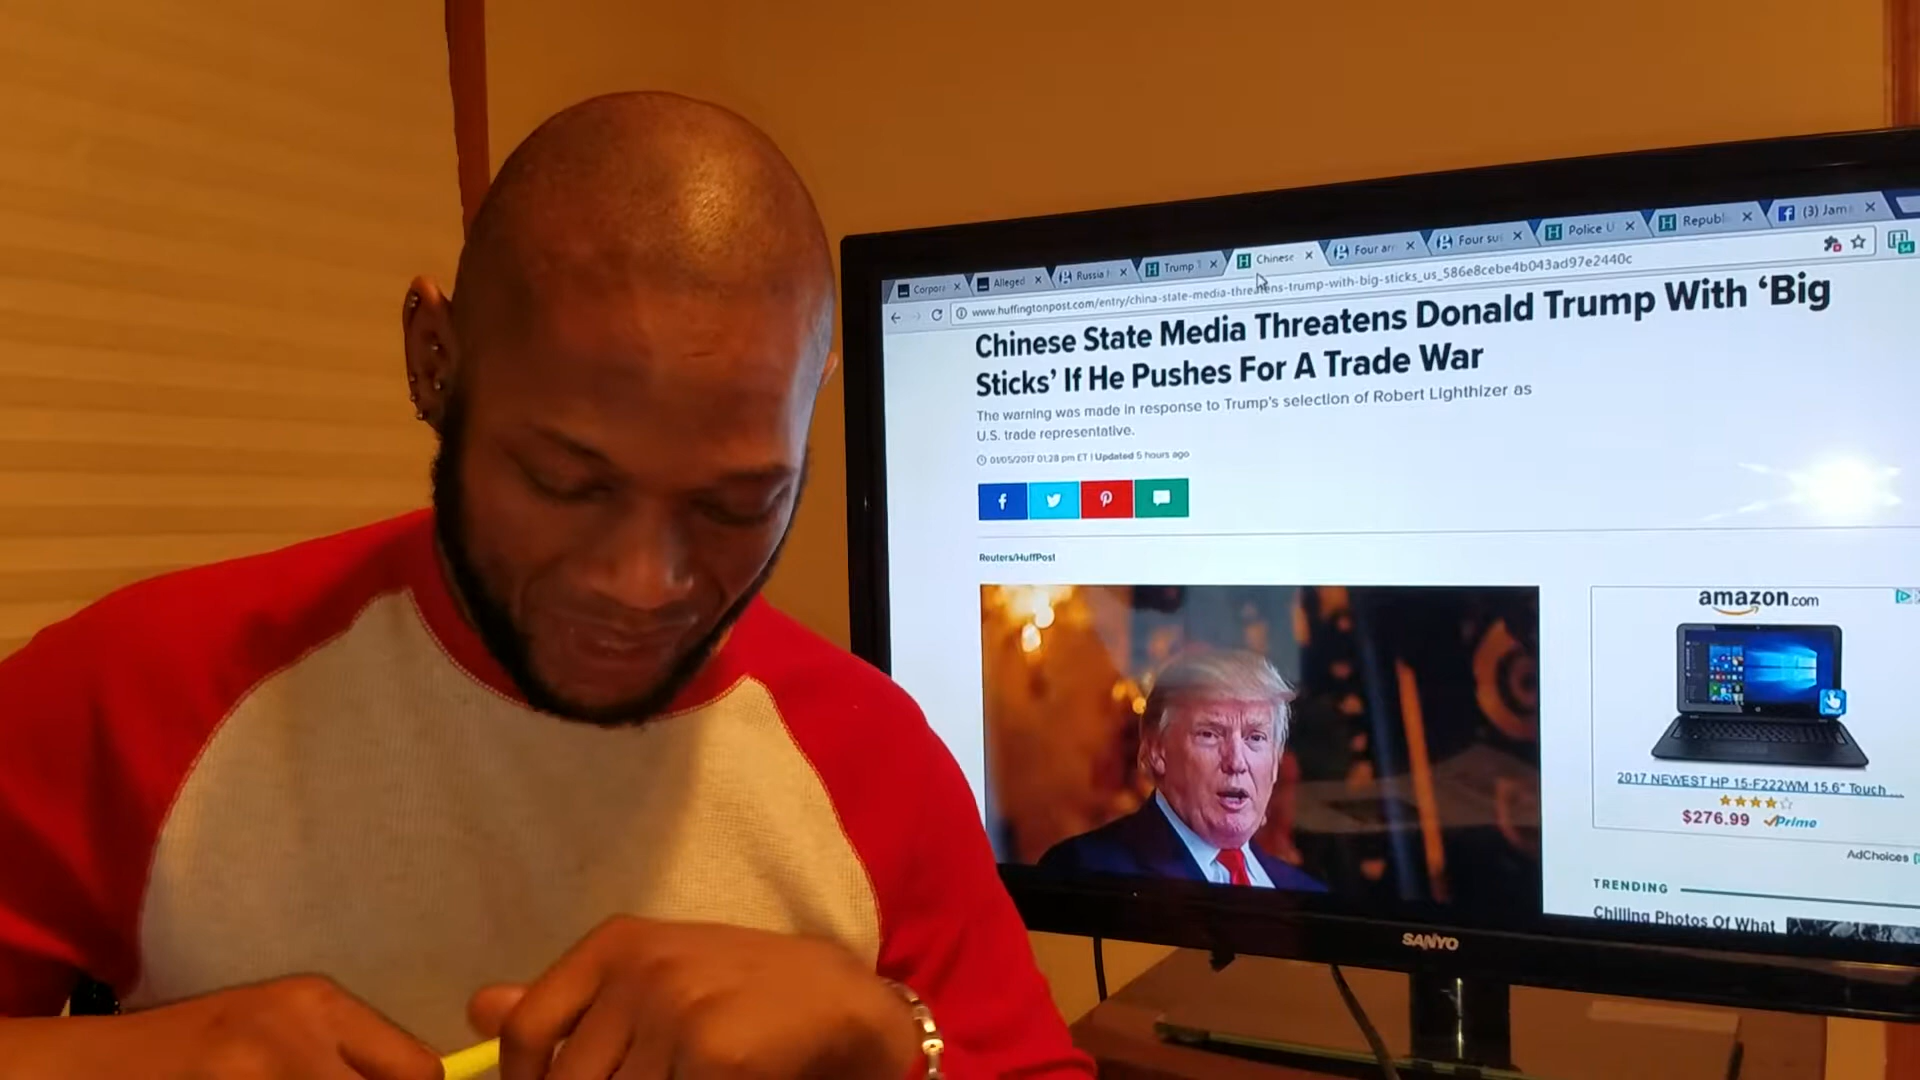 Corpora
Alleged
Russia
Trump
Chinese
Four arr
Four su
Police U
Republ
(3) Jam
www.huffingtonpost.com/entry/china-state-media-threatens-trump-with-big-sticks_us_586e8cebe4b043ad97e2440c
Chinese State Media Threatens Donald Trump With ‘Big
Sticks’ If He Pushes For A Trade War
The warning was made in response to Trump's selection of Robert Lighthizer as
U.S. trade representative.
01/05/2017 01:28 pm ET | Updated 5 hours ago
Reuters/HuffPost
amazon.com
2017 NEWEST HP 15-F222WM 15.6" Touch ...
$276.99 Prime
AdChoices
TRENDING
Chilling Photos Of What
SANYO